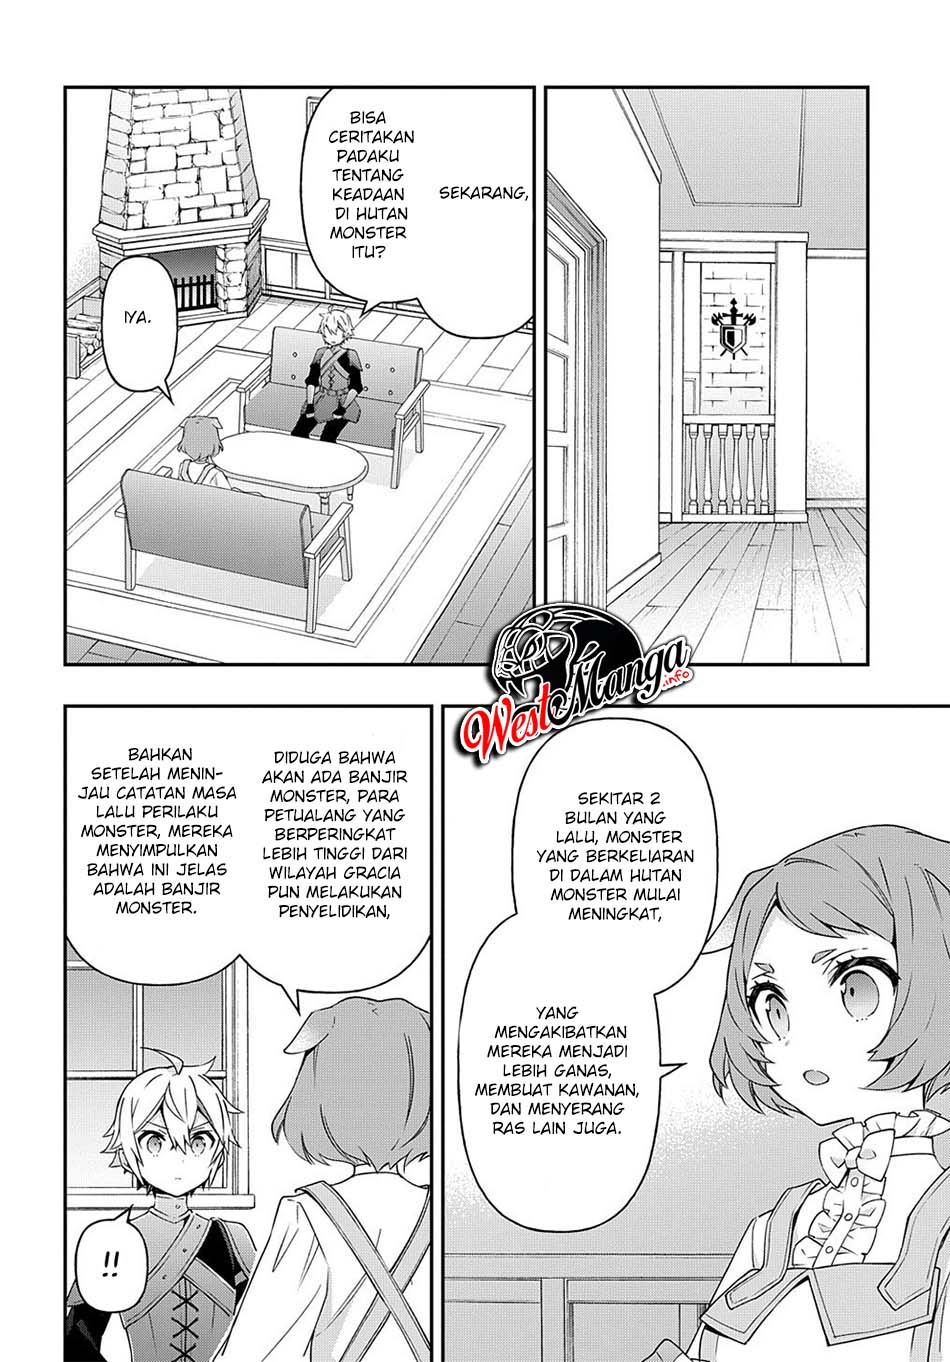 SEKARANG,
BISA
CERITAKAN
PADAKU
TENTANG
KEADAAN
DI HUTAN
MONSTER
ITU?
IYA.
WestManga
.info
SEKITAR 2
BULAN YANG
LALU, MONSTER
YANG BERKELIARAN
DI DALAM HUTAN
MONSTER MULAI
MENINGKAT,
YANG
MENGAKIBATKAN
MEREKA MENJADI
LEBIH GANAS,
MEMBUAT KAWANAN,
DAN MENYERANG
RAS LAIN JUGA.
DIDUGA BAHWA
AKAN ADA BANJIR
MONSTER, PARA
PETUALANG YANG
BERPERINGKAT
LEBIH TINGGI DARI
WILAYAH GRACIA
PUN MELAKUKAN
PENYELIDIKAN,
BAHKAN
SETELAH MENIN-
JAU CATATAN MASA
LALU PERILAKU
MONSTER, MEREKA
MENYIMPULKAN
BAHWA INI JELAS
ADALAH BANJIR
MONSTER.
!!